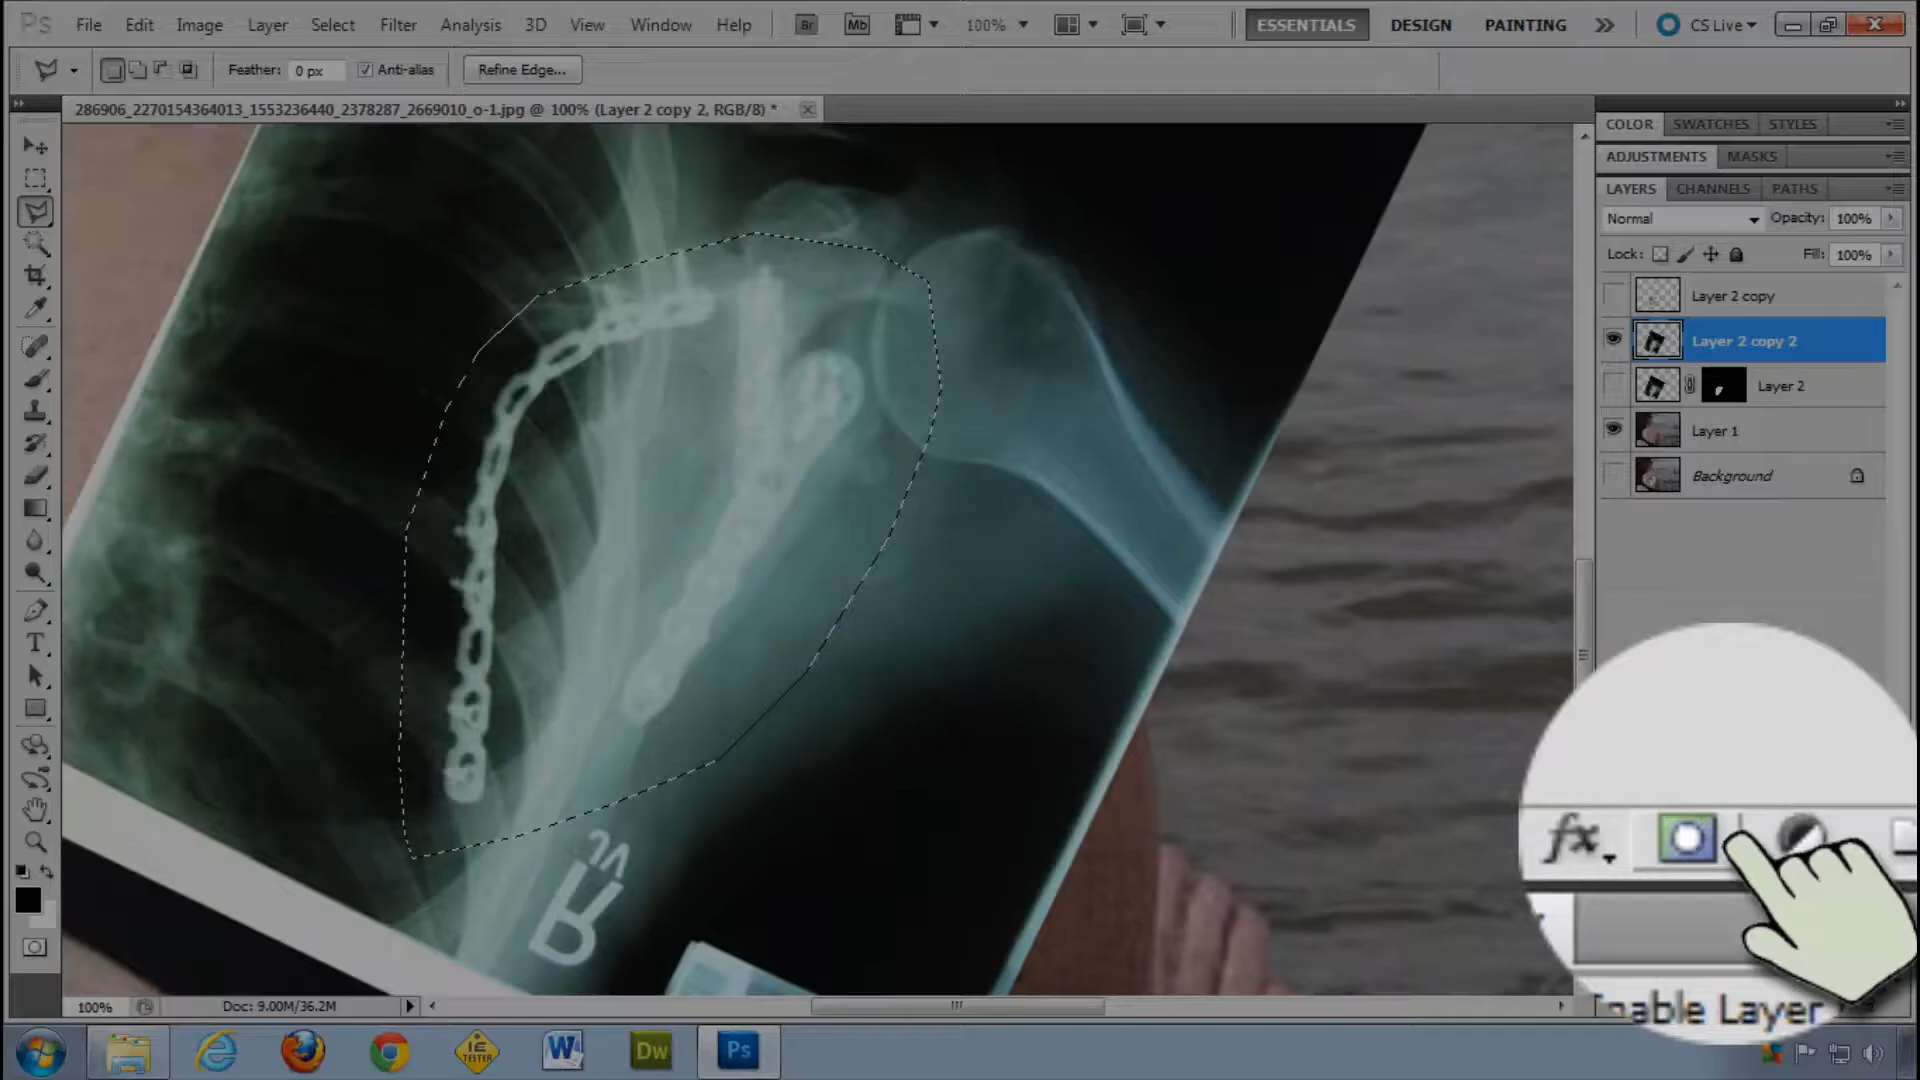 Ps File Edit Image Layer Select Filter Analysis 3D View Window Help Br Mb 100% ESSENTIALS DESIGN PAINTING CS Live
Feather: 0 px Anti-alias Refine Edge...
286906_2270154364013_1553236440_2378287_2669010_o-1.jpg @ 100% (Layer 2 copy 2, RGB/8) *
COLOR SWATCHES STYLES
ADJUSTMENTS MASKS
LAYERS CHANNELS PATHS
Normal Opacity: 100%
Lock: Fill: 100%
Layer 2 copy
Layer 2 copy 2
Layer 2
Layer 1
Background
T
fx
VC
R
nable Layer
100% Doc: 9.00M/36.2M
IE TESTER W Dw Ps